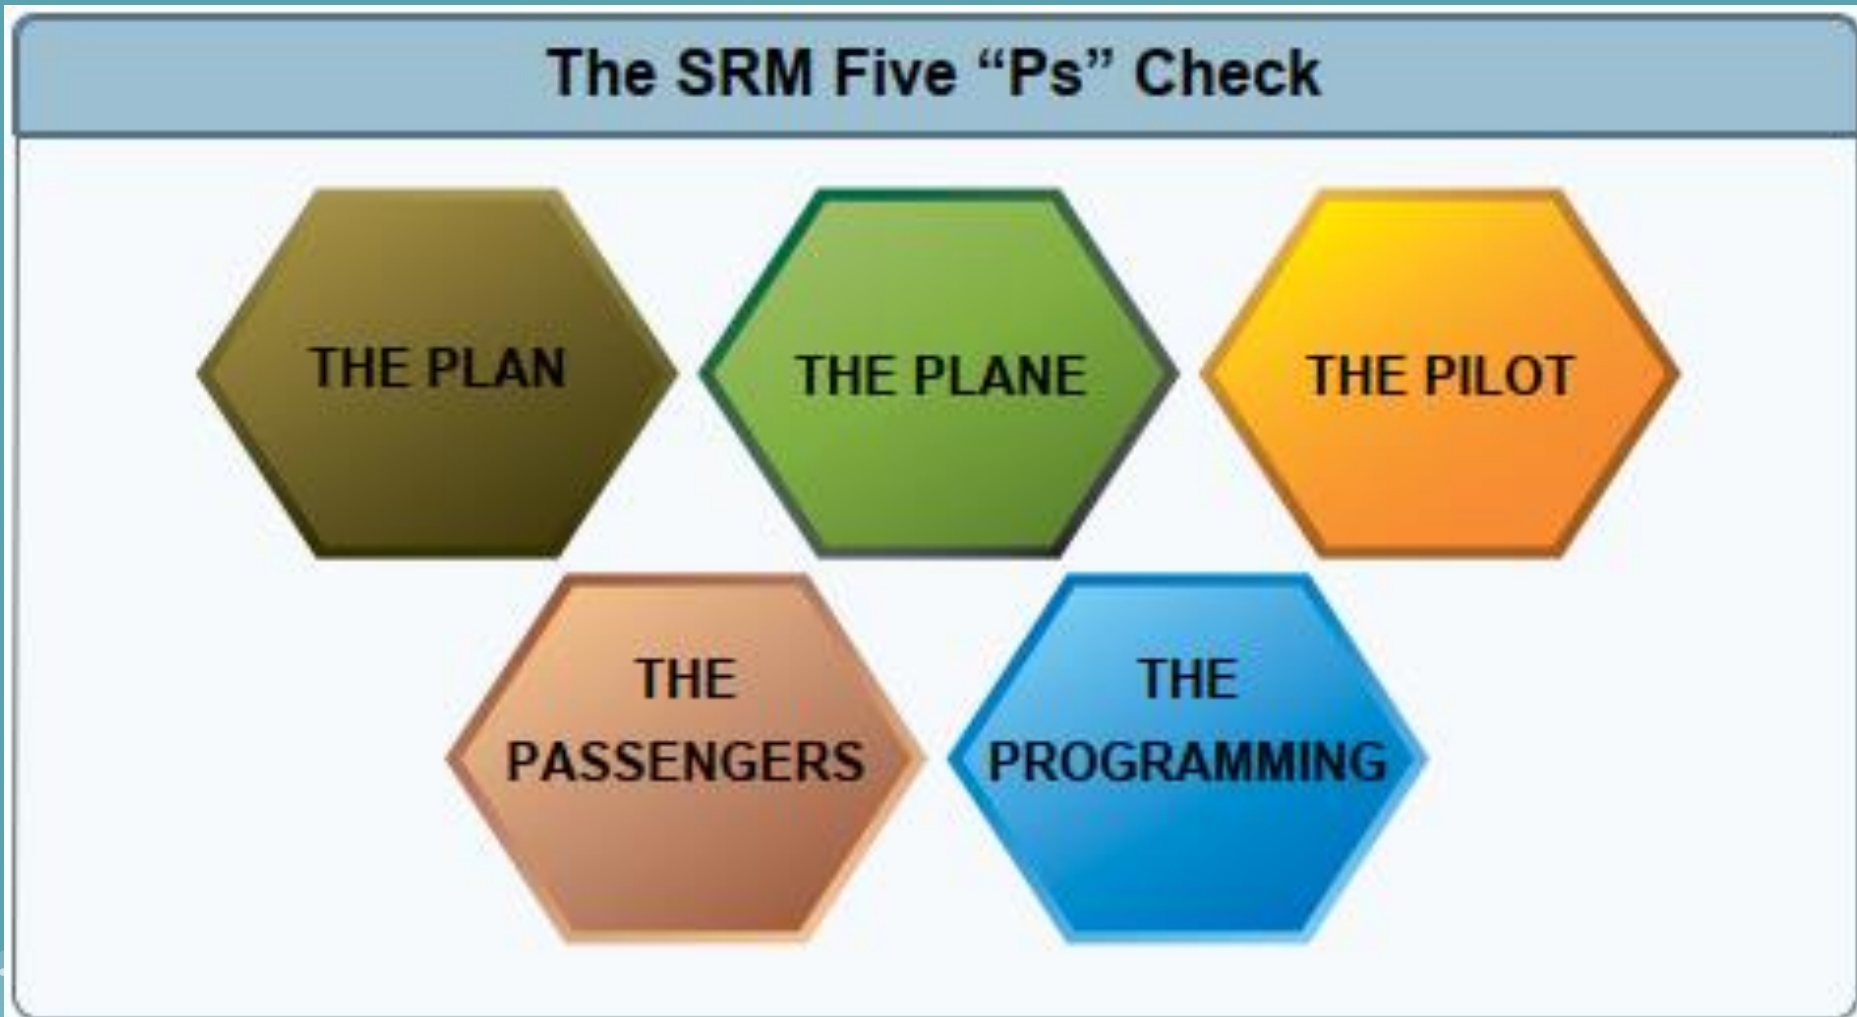 The SRM Five “Ps” Check
THE PLAN
THE PLANE
THE PILOT
THE
PASSENGERS
THE
PROGRAMMING